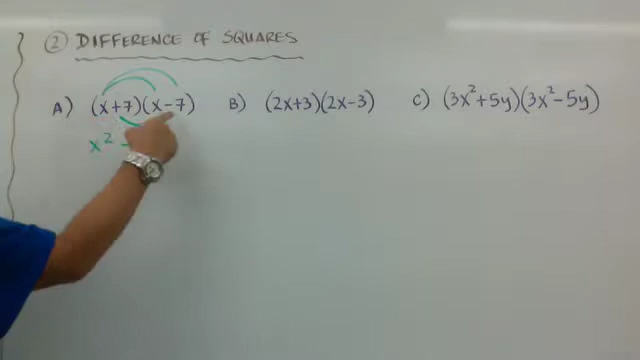 ② DIFFERENCE OF SQUARES
A) (x+7)(x-7) B) (2x+3)(2x-3) C) (3x²+5y)(3x²-5y)
x² -